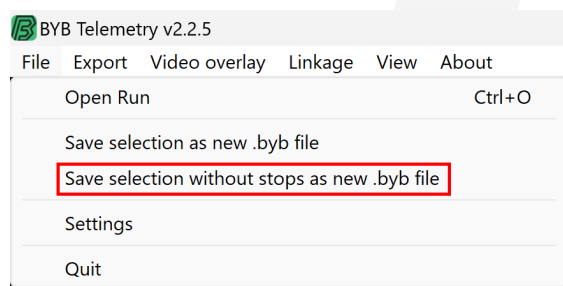 BYB Telemetry v2.2.5
File Export Video overlay Linkage View About
Open Run Ctrl+O
Save selection as new .byb file
Save selection without stops as new .byb file
Settings
Quit